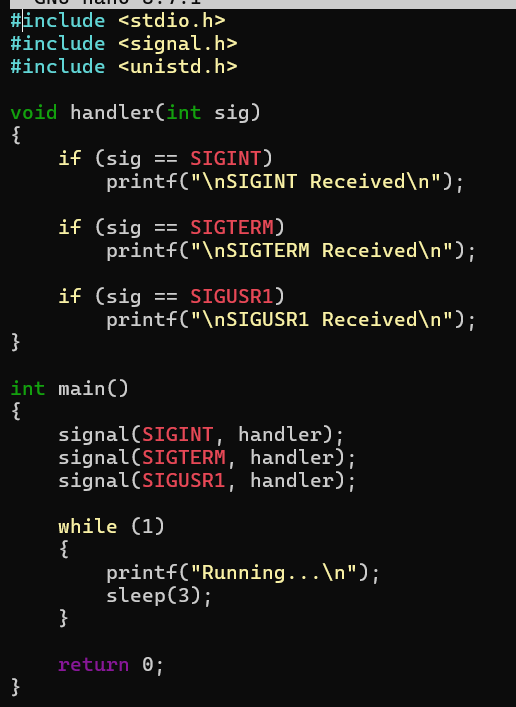 #include <stdio.h>
#include <signal.h>
#include <unistd.h>

void handler(int sig)
{
    if (sig == SIGINT)
        printf("\nSIGINT Received\n");

    if (sig == SIGTERM)
        printf("\nSIGTERM Received\n");

    if (sig == SIGUSR1)
        printf("\nSIGUSR1 Received\n");
}

int main()
{
    signal(SIGINT, handler);
    signal(SIGTERM, handler);
    signal(SIGUSR1, handler);

    while (1)
    {
        printf("Running...\n");
        sleep(3);
    }

    return 0;
}